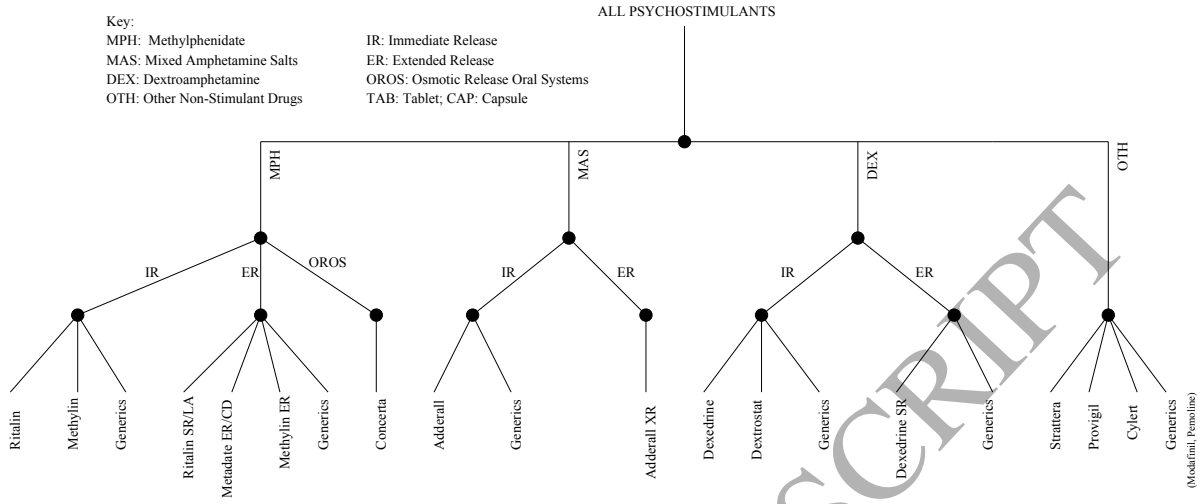 ALL PSYCHOSTIMULANTS
Key:
MPH: Methylphenidate
IR: Immediate Release
MAS: Mixed Amphetamine Salts
ER: Extended Release
DEX: Dextroamphetamine
OROS: Osmotic Release Oral Systems
OTH: Other Non-Stimulant Drugs
TAB: Tablet; CAP: Capsule
MPH
MAS
DEX
OTH
IR
ER
OROS
IR
ER
IR
ER
Ritalin
Methylin
Generics
Ritalin SR/LA
Metadate ER/CD
Methylin ER
Generics
Concerta
Adderall
Generics
Adderall XR
Dexedrine
Dextrostat
Generics
Dexedrine SR
Generics
Strattera
Provigil
Cylert
Generics
(Modafinil, Pemoline)
SCRIPT